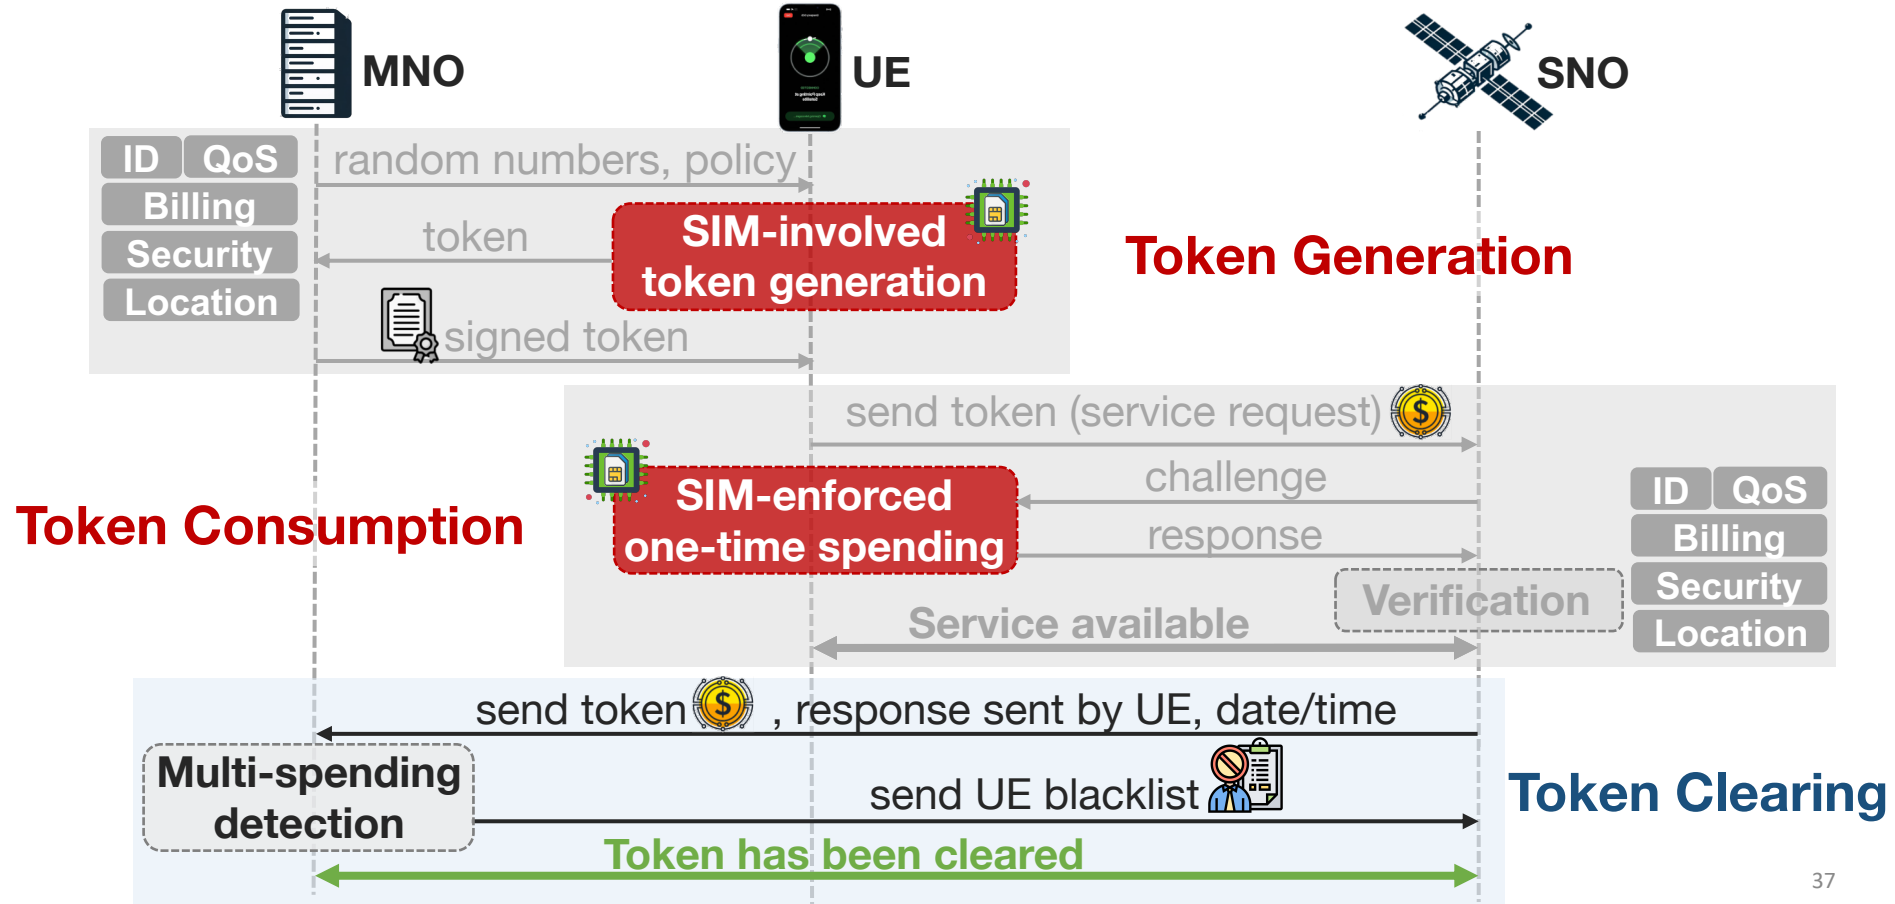 MNO
UE
SNO
ID
QoS
Billing
Security
Location
random numbers, policy
token
SIM-involved
token generation
signed token
Token Generation
send token (service request)
challenge
SIM-enforced
one-time spending
response
Token Consumption
Verification
Service available
ID
QoS
Billing
Security
Location
send token , response sent by UE, date/time
Multi-spending
detection
send UE blacklist
Token Clearing
Token has been cleared
37